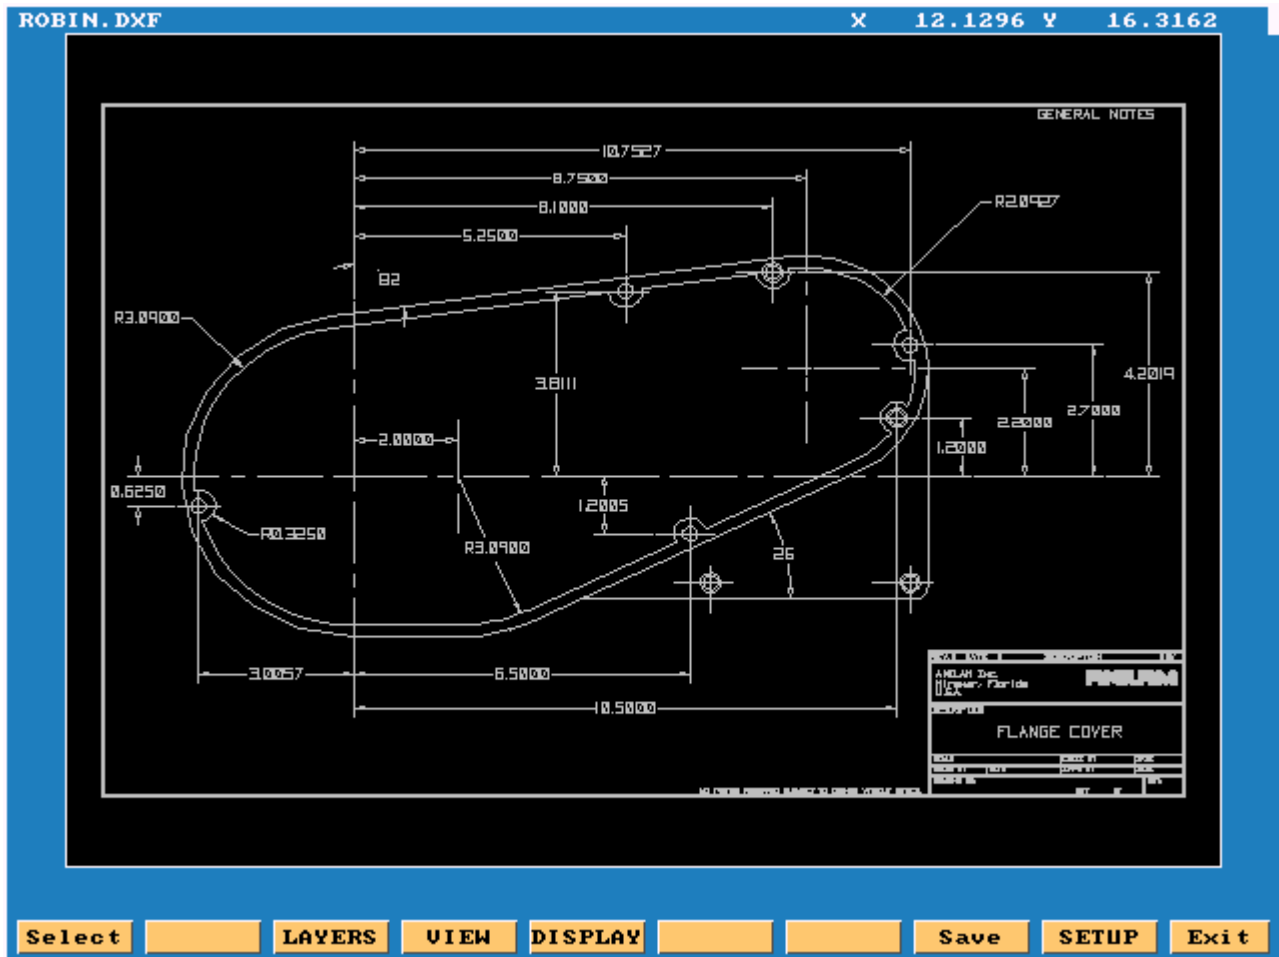 ROBIN.DXF X 12.1296 Y 16.3162
GENERAL NOTES
10.7527
8.7500
8.1000
R2.0927
5.2500
82
R3.0900
4.2019
3.8111
2.7000
2.2000
2.0000
1.2000
0.6250
1.2005
R0.3250
R3.0900
26
3.0057
6.5000
10.5000
AMILAM Inc.
Miramar, Florida
U.S.A.
FLANGE COVER
Select LAYERS VIEW DISPLAY Save SETUP Exit